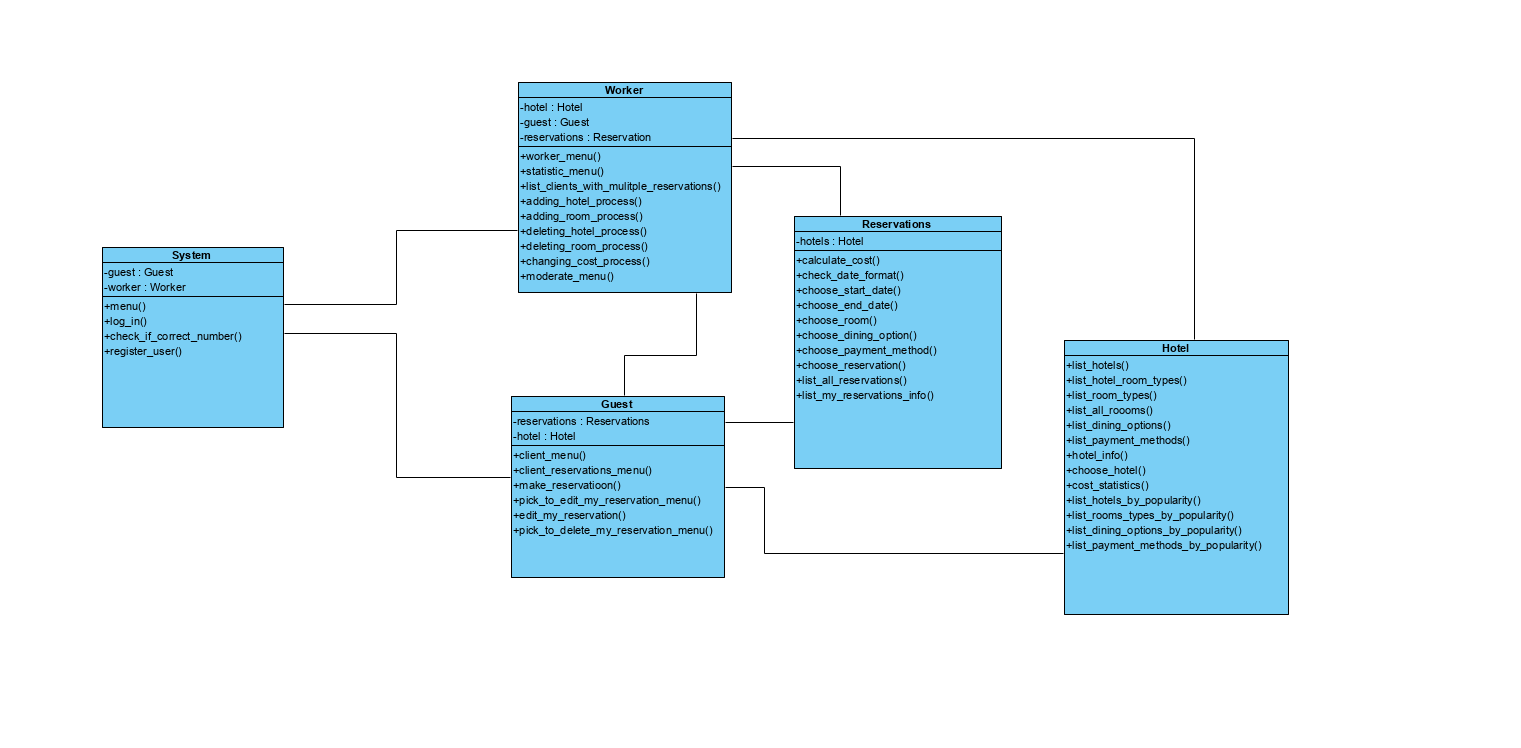 Worker
-hotel : Hotel
-guest : Guest
-reservations : Reservation
+worker_menu()
+statistic_menu()
+list_clients_with_mulitple_reservations()
+adding_hotel_process()
+adding_room_process()
+deleting_hotel_process()
+deleting_room_process()
+changing_cost_process()
+moderate_menu()
System
-guest : Guest
-worker : Worker
+menu()
+log_in()
+check_if_correct_number()
+register_user()
Reservations
-hotels : Hotel
+calculate_cost()
+check_date_format()
+choose_start_date()
+choose_end_date()
+choose_room()
+choose_dining_option()
+choose_payment_method()
+choose_reservation()
+list_all_reservations()
+list_my_reservations_info()
Guest
-reservations : Reservations
-hotel : Hotel
+client_menu()
+client_reservations_menu()
+make_reservatioon()
+pick_to_edit_my_reservation_menu()
+edit_my_reservation()
+pick_to_delete_my_reservation_menu()
Hotel
+list_hotels()
+list_hotel_room_types()
+list_room_types()
+list_all_roooms()
+list_dining_options()
+list_payment_methods()
+hotel_info()
+choose_hotel()
+cost_statistics()
+list_hotels_by_popularity()
+list_rooms_types_by_popularity()
+list_dining_options_by_popularity()
+list_payment_methods_by_popularity()